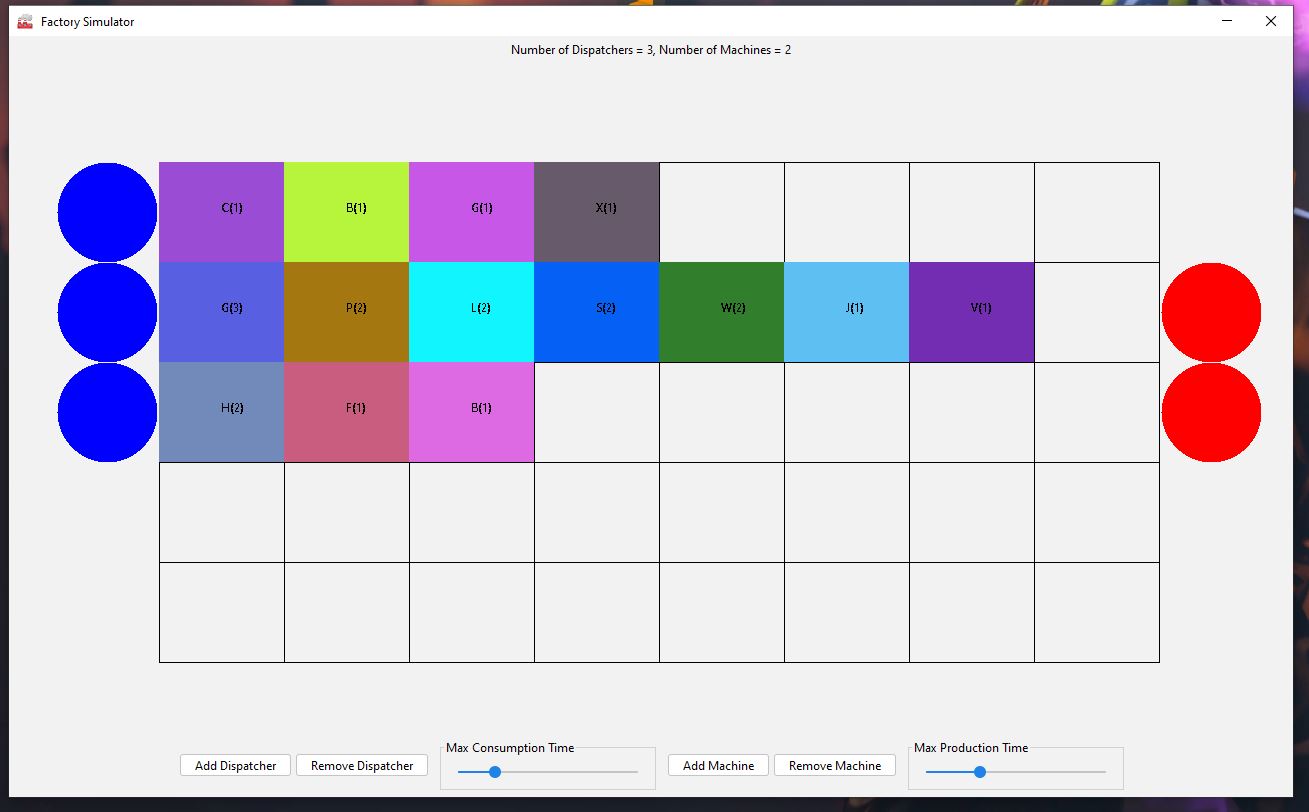 Factory Simulator
Number of Dispatchers = 3, Number of Machines = 2
C(1) B(1) G(1) X(1)
G(3) P(2) L(2) S(2) W(2) J(1) V(1)
H(2) F(1) B(1)
Max Consumption Time Max Production Time
Add Dispatcher Remove Dispatcher Add Machine Remove Machine